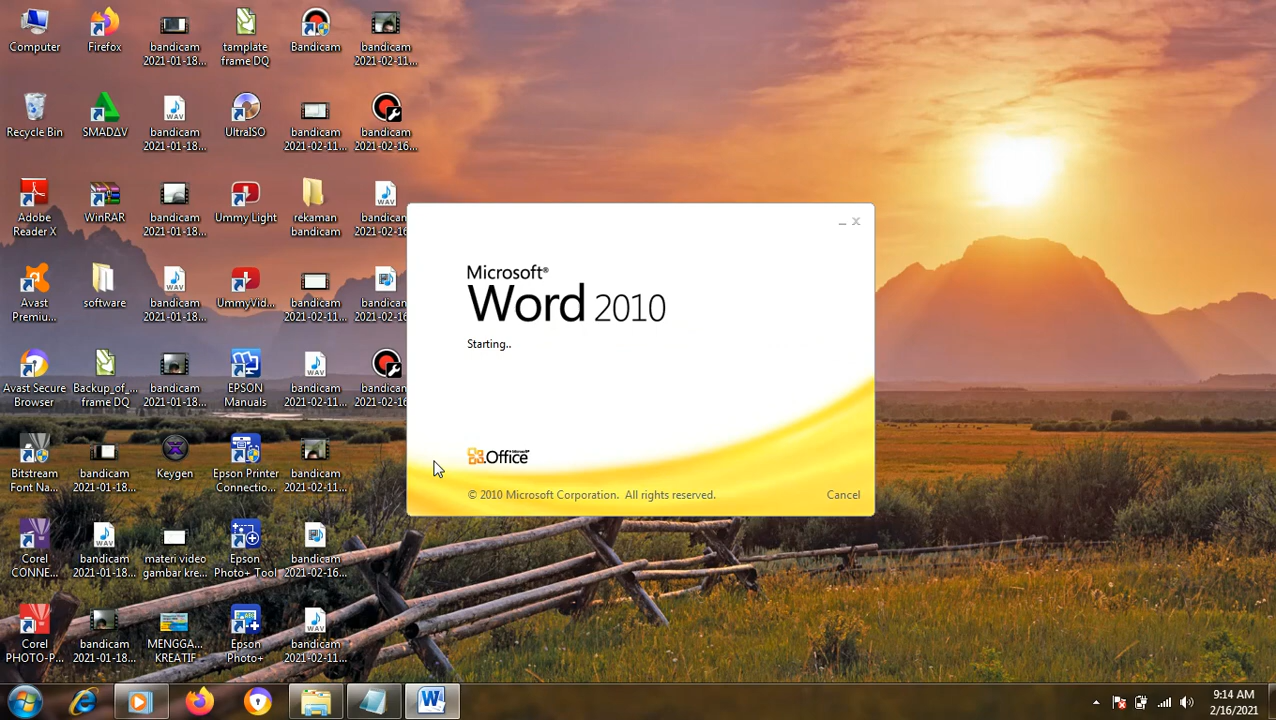 Computer
Firefox
bandicam
2021-01-18...
tamplate
frame DQ
Bandicam
bandicam
2021-02-11...
Recycle Bin
SMADΔV
bandicam
2021-01-18...
UltraISO
bandicam
2021-02-11...
bandicam
2021-02-16...
Adobe
Reader X
WinRAR
bandicam
2021-01-18...
Ummy Light
rekaman
bandicam
bandicam
2021-02-16
Avast
Premiu...
software
bandicam
2021-01-18...
UmmyVid...
bandicam
2021-02-11...
bandicam
2021-02-16
Avast Secure
Browser
Backup_of_...
frame DQ
bandicam
2021-01-18...
EPSON
Manuals
bandicam
2021-02-11...
bandicam
2021-02-16
Bitstream
Font Na...
bandicam
2021-01-18...
Keygen
Epson Printer
Connectio...
bandicam
2021-02-11...
Corel
CONNE...
bandicam
2021-01-18...
materi video
gambar kre...
Epson
Photo+ Tool
bandicam
2021-02-16...
Corel
PHOTO-P...
bandicam
2021-01-18...
MENGGA...
KREATIF
Epson
Photo+
bandicam
2021-02-11...
Microsoft®
Word 2010
Starting..
Office
© 2010 Microsoft Corporation. All rights reserved.
Cancel
9:14 AM
2/16/2021